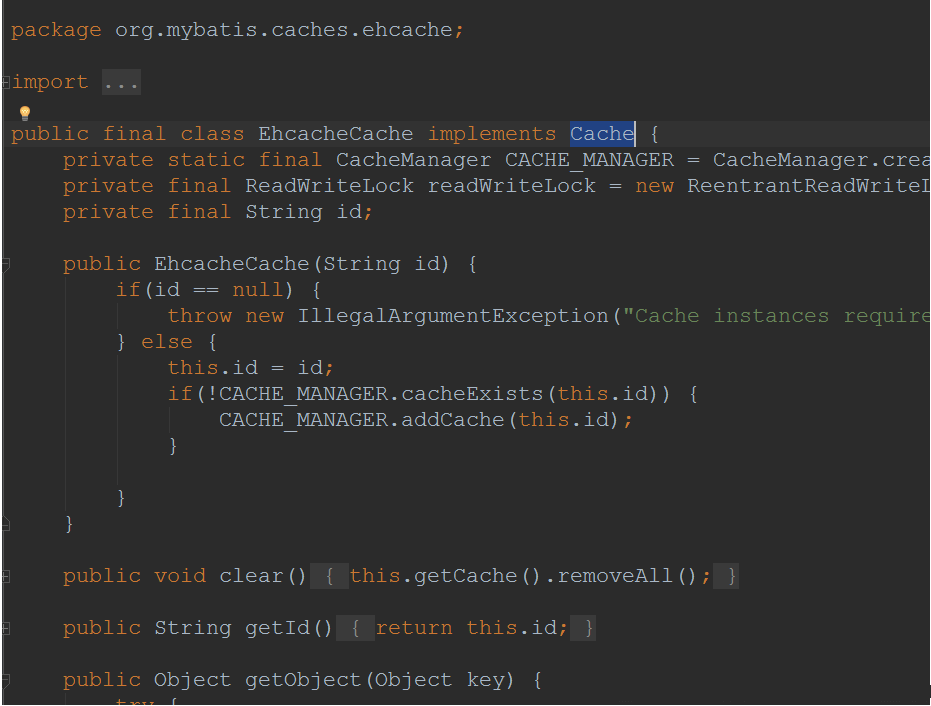 package org.mybatis.caches.ehcache;
import ...
public final class EhcacheCache implements Cache {
private static final CacheManager CACHE_MANAGER = CacheManager.crea
private final ReadWriteLock readWriteLock = new ReentrantReadWriteL
private final String id;
public EhcacheCache(String id) {
if(id == null) {
throw new IllegalArgumentException("Cache instances require
} else {
this.id = id;
if(!CACHE_MANAGER.cacheExists(this.id)) {
CACHE_MANAGER.addCache(this.id);
}
}
}
public void clear() { this.getCache().removeAll(); }
public String getId() { return this.id; }
public Object getObject(Object key) {
try {